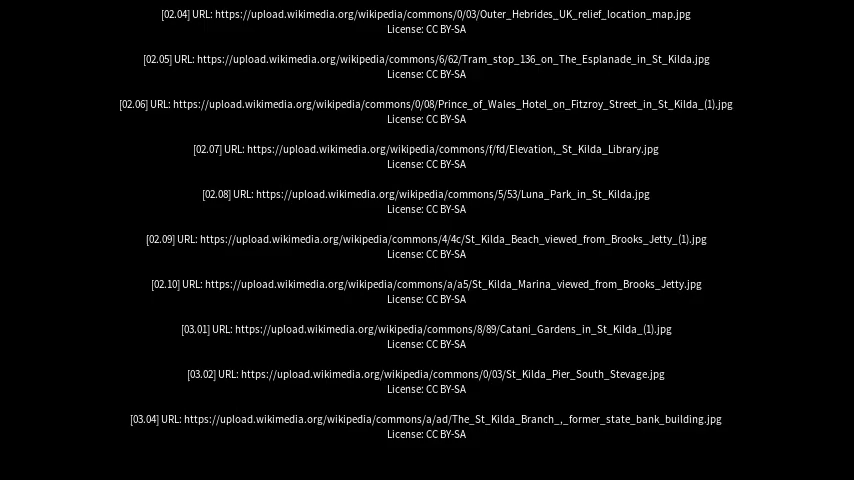 [02.04] URL: https://upload.wikimedia.org/wikipedia/commons/0/03/Outer_Hebrides_UK_relief_location_map.jpg
License: CC BY-SA
[02.05] URL: https://upload.wikimedia.org/wikipedia/commons/6/62/Tram_stop_136_on_The_Esplanade_in_St_Kilda.jpg
License: CC BY-SA
[02.06] URL: https://upload.wikimedia.org/wikipedia/commons/0/08/Prince_of_Wales_Hotel_on_Fitzroy_Street_in_St_Kilda_(1).jpg
License: CC BY-SA
[02.07] URL: https://upload.wikimedia.org/wikipedia/commons/f/fd/Elevation,_St_Kilda_Library.jpg
License: CC BY-SA
[02.08] URL: https://upload.wikimedia.org/wikipedia/commons/5/53/Luna_Park_in_St_Kilda.jpg
License: CC BY-SA
[02.09] URL: https://upload.wikimedia.org/wikipedia/commons/4/4c/St_Kilda_Beach_viewed_from_Brooks_Jetty_(1).jpg
License: CC BY-SA
[02.10] URL: https://upload.wikimedia.org/wikipedia/commons/a/a5/St_Kilda_Marina_viewed_from_Brooks_Jetty.jpg
License: CC BY-SA
[03.01] URL: https://upload.wikimedia.org/wikipedia/commons/8/89/Catani_Gardens_in_St_Kilda_(1).jpg
License: CC BY-SA
[03.02] URL: https://upload.wikimedia.org/wikipedia/commons/0/03/St_Kilda_Pier_South_Stevage.jpg
License: CC BY-SA
[03.04] URL: https://upload.wikimedia.org/wikipedia/commons/a/ad/The_St_Kilda_Branch_,_former_state_bank_building.jpg
License: CC BY-SA